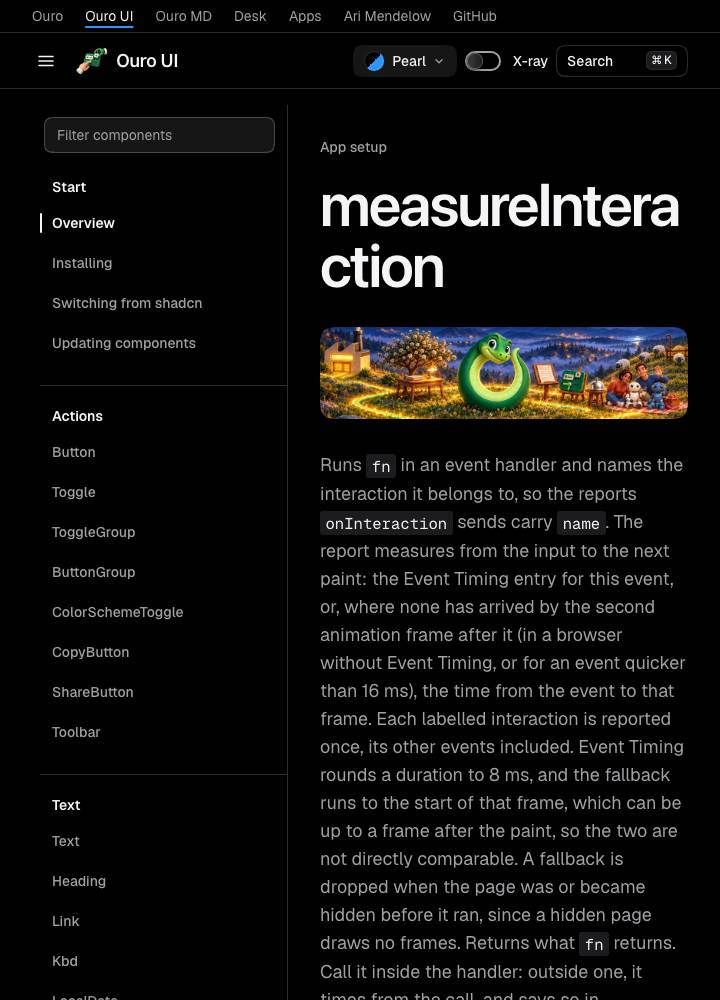 Ouro Ouro UI Ouro MD Desk Apps Ari Mendelow GitHub
Ouro UI Pearl X-ray Search ⌘ K
Filter components
Start
Overview
Installing
Switching from shadcn
Updating components
Actions
Button
Toggle
ToggleGroup
ButtonGroup
ColorSchemeToggle
CopyButton
ShareButton
Toolbar
Text
Text
Heading
Link
Kbd
LocalDate
App setup
measureIntera
ction
Runs fn in an event handler and names the
interaction it belongs to, so the reports
onInteraction sends carry name. The
report measures from the input to the next
paint: the Event Timing entry for this event,
or, where none has arrived by the second
animation frame after it (in a browser
without Event Timing, or for an event quicker
than 16 ms), the time from the event to that
frame. Each labelled interaction is reported
once, its other events included. Event Timing
rounds a duration to 8 ms, and the fallback
runs to the start of that frame, which can be
up to a frame after the paint, so the two are
not directly comparable. A fallback is
dropped when the page was or became
hidden before it ran, since a hidden page
draws no frames. Returns what fn returns.
Call it inside the handler: outside one, it
times from the call, and says so in